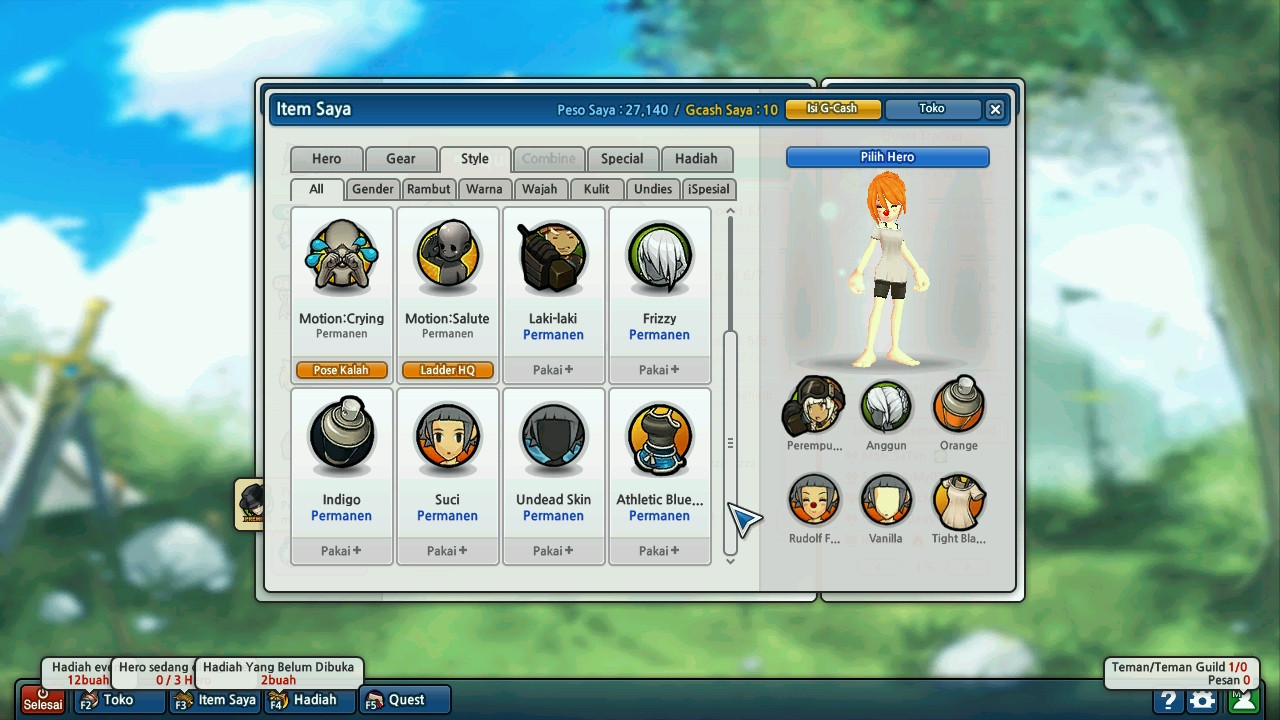 Item Saya
Peso Saya : 27,140 / Gcash Saya : 10
Isi G-Cash
Toko
Hero
Gear
Style
Combine
Special
Hadiah
All
Gender
Rambut
Warna
Wajah
Kulit
Undies
iSpesial
Motion:Crying
Permanen
Pose Kalah
Motion:Salute
Permanen
Ladder HQ
Laki-laki
Permanen
Pakai+
Frizzy
Permanen
Pakai+
Indigo
Permanen
Pakai+
Suci
Permanen
Pakai+
Undead Skin
Permanen
Pakai+
Athletic Blue...
Permanen
Pakai+
Pilih Hero
Perempu...
Anggun
Orange
Rudolf F...
Vanilla
Tight Bla...
Hadiah eve
12buah
Hero sedang
0 / 3 H
Hadiah Yang Belum Dibuka
2buah
Teman/Teman Guild 1/0
Pesan 0
Selesai
F2 Toko
F3 Item Saya
F4 Hadiah
F5 Quest
?